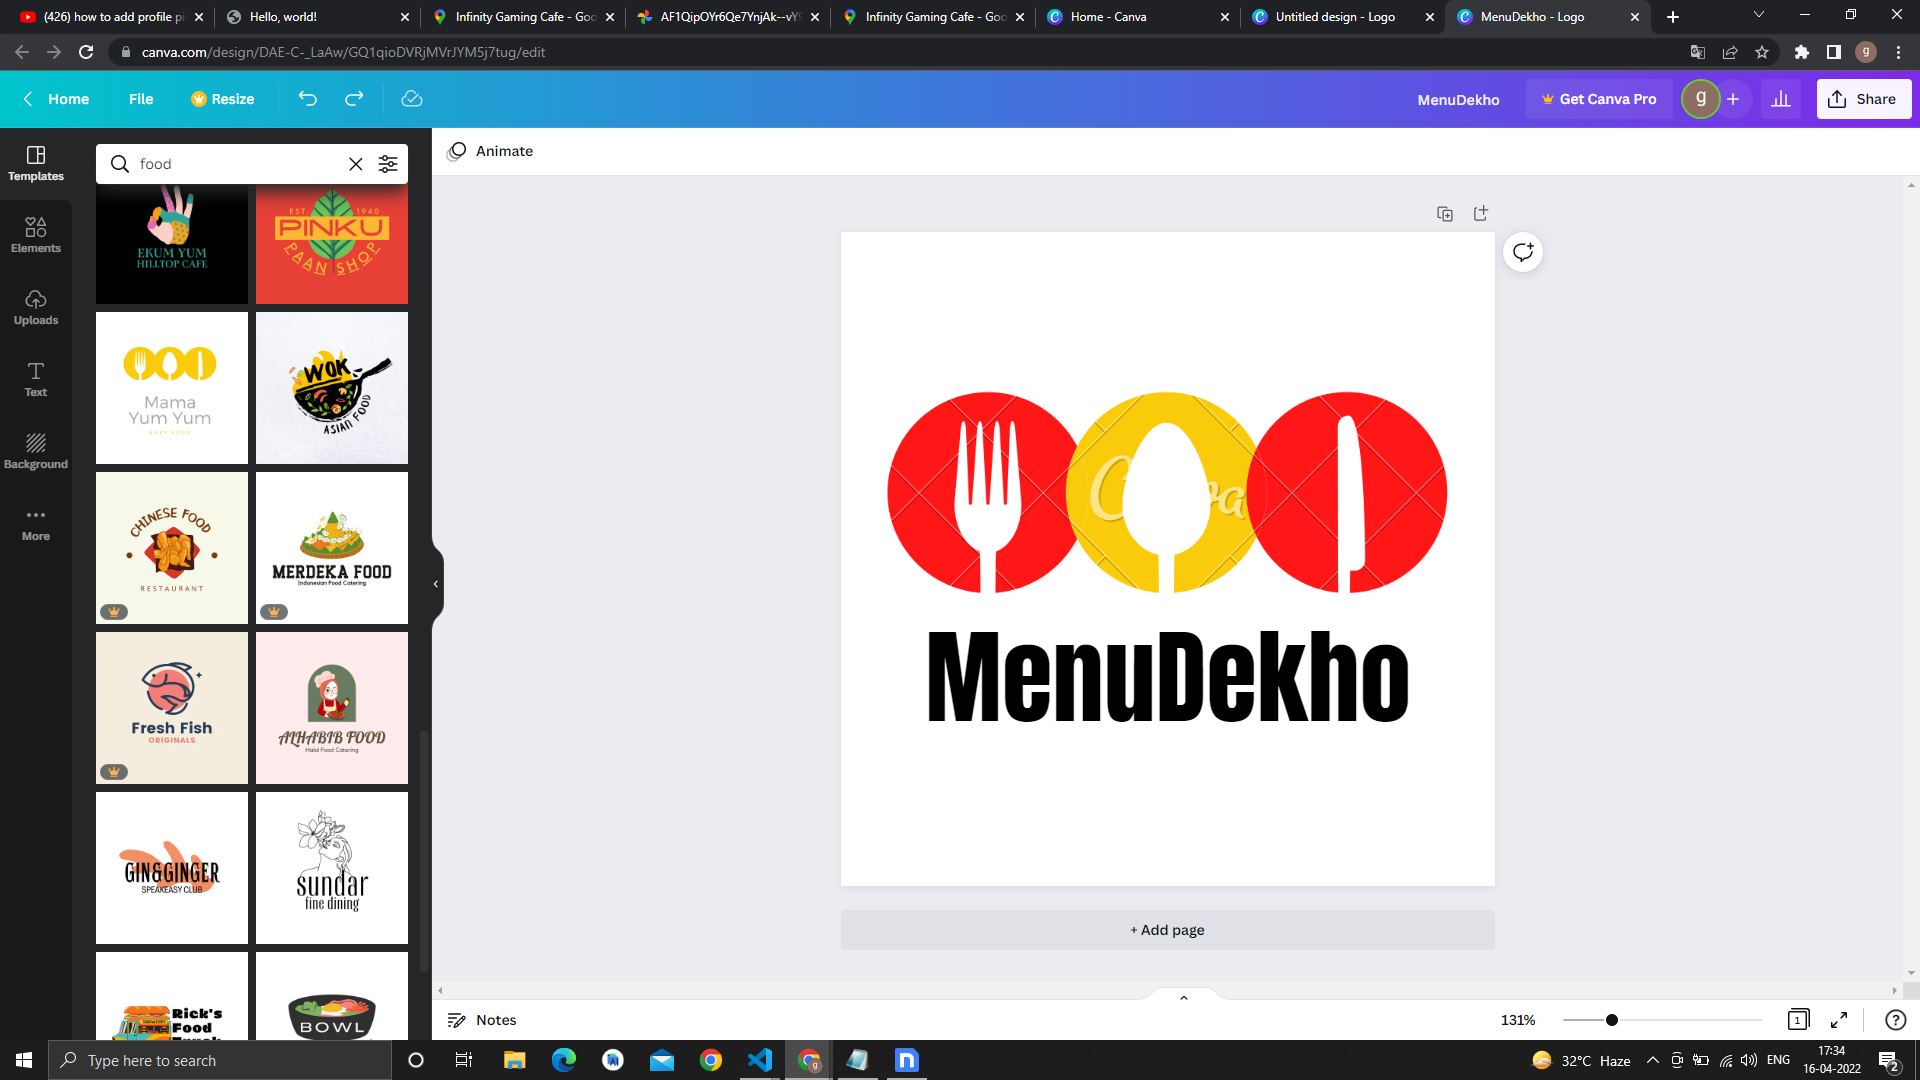 (426) how to add profile pi
Hello, world!
Infinity Gaming Cafe - Goo
AF1QipOYr6Qe7YnjAk--vY9
Infinity Gaming Cafe - Goo
Home - Canva
Untitled design - Logo
MenuDekho - Logo
canva.com/design/DAE-C-_LaAw/GQ1qioDVRjMVrJYM5j7tug/edit
g
Home
File
Resize
MenuDekho
Get Canva Pro
g
Share
Templates
Elements
Uploads
Text
Background
More
food
EKUM YUM
HILLTOP CAFE
EST. 1940
PINKU
PAAN SHOP
Mama
Yum Yum
BABY FOOD
WOK
ASIAN FOOD
CHINESE FOOD
RESTAURANT
MERDEKA FOOD
Indonesian Food Catering
Fresh Fish
ORIGINALS
ALHABIB FOOD
Halal Food Catering
GIN&GINGER
SPEAKEASY CLUB
sundar
fine dining
Rick's
Food
Truck
BOWL
Animate
MenuDekho
+ Add page
Notes
131%
1
Type here to search
32°C Haze
ENG
17:34
16-04-2022
2